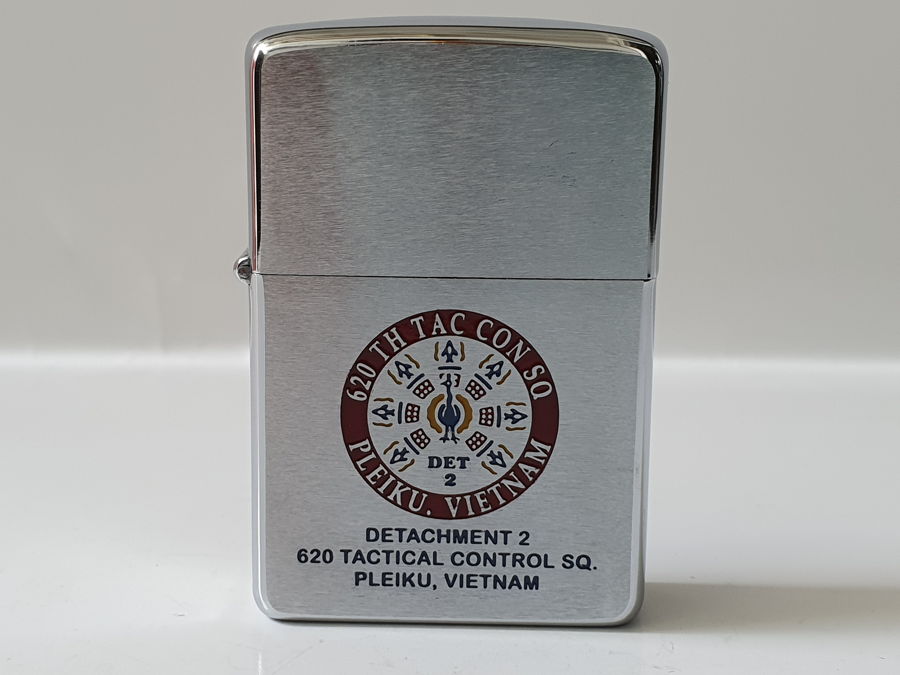 620 TH TAC CON SQ
DET
2
PLEIKU. VIETNAM
DETACHMENT 2
620 TACTICAL CONTROL SQ.
PLEIKU, VIETNAM